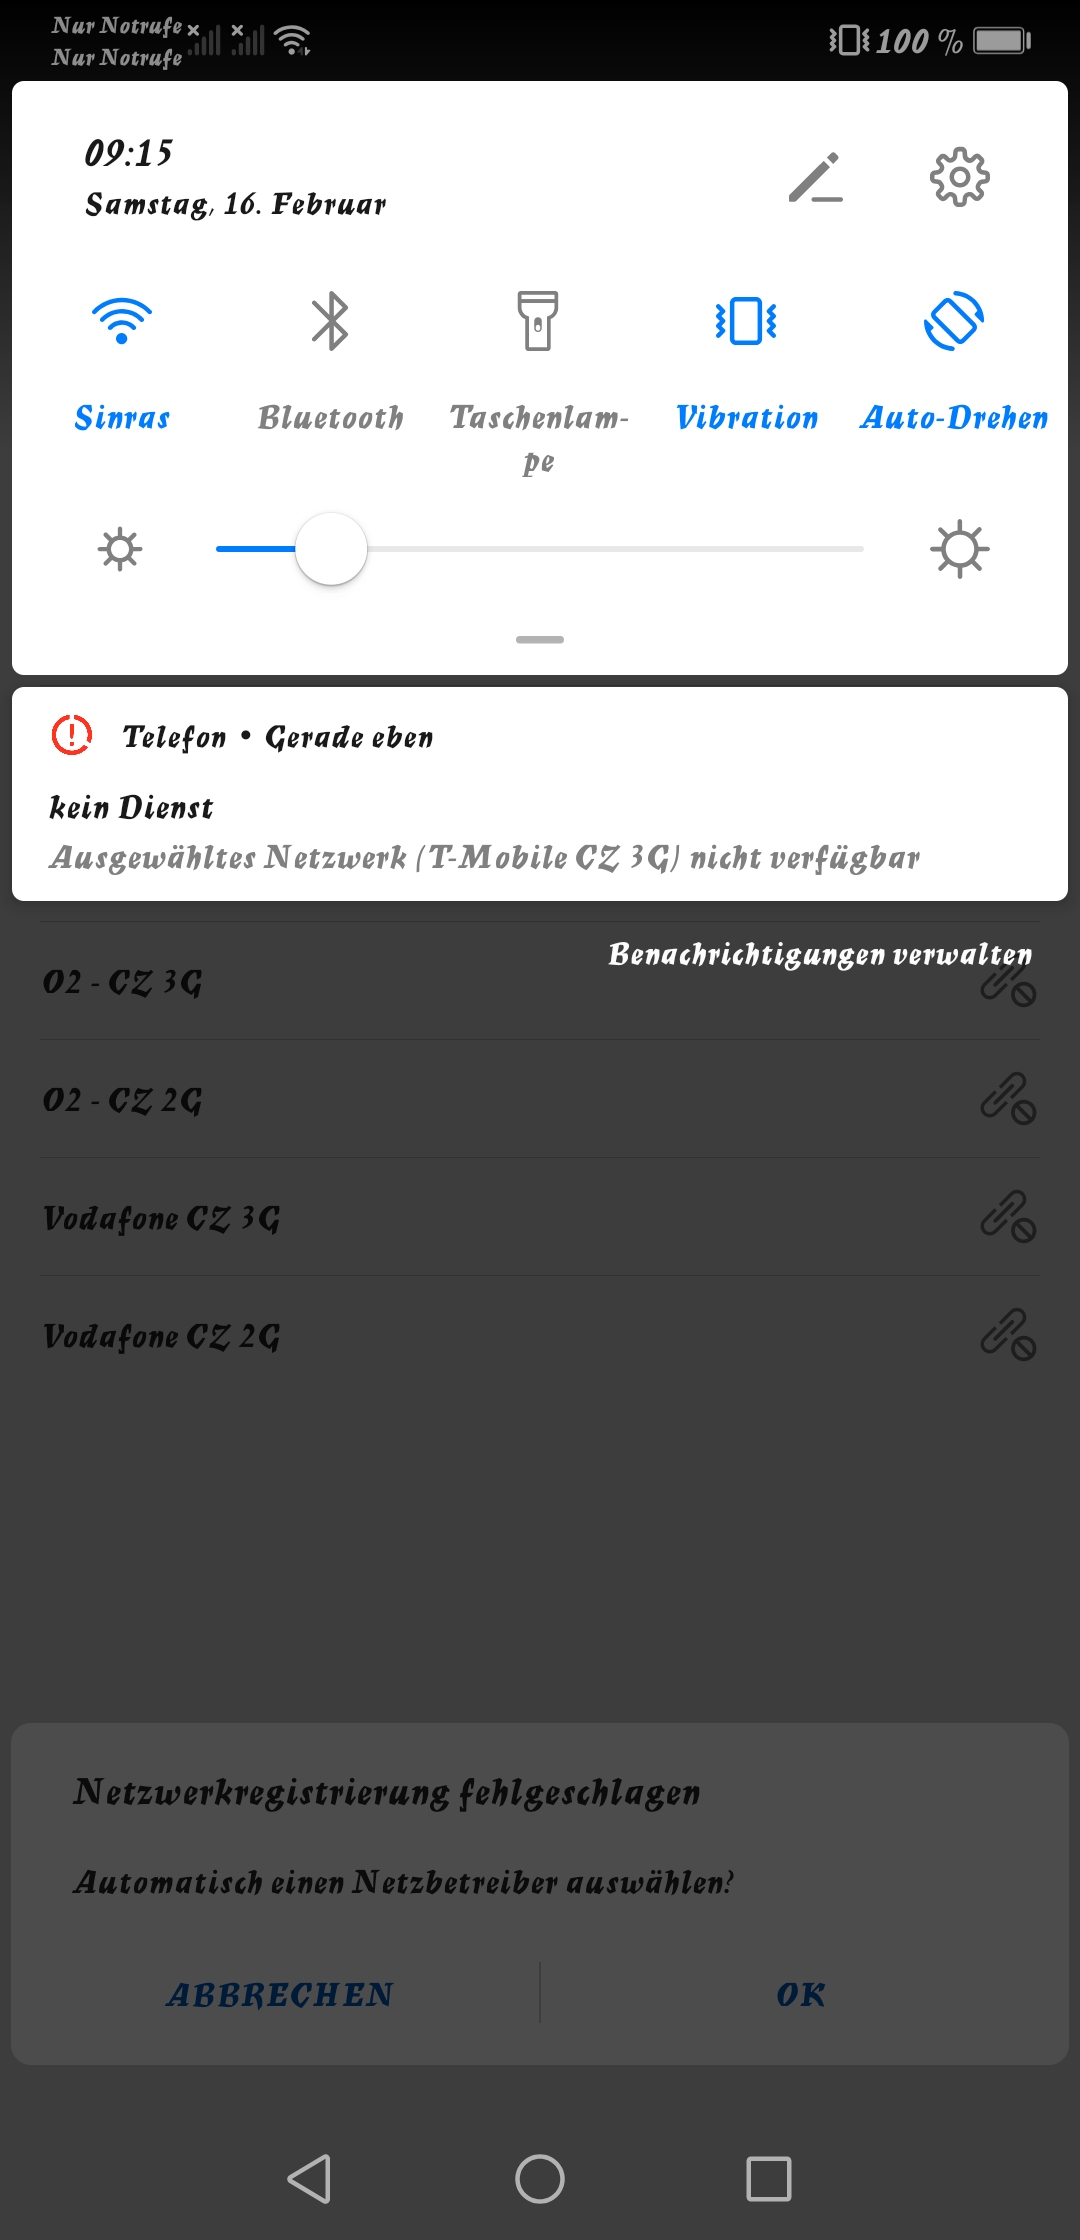 Nur Notrufe
Nur Notrufe
100 %
09:15
Samstag, 16. Februar
Sinras
Bluetooth
Taschenlam-
pe
Vibration
Auto-Drehen
Telefon • Gerade eben
kein Dienst
Ausgewähltes Netzwerk (T-Mobile CZ 3G) nicht verfügbar
Benachrichtigungen verwalten
O2 - CZ 3G
O2 - CZ 2G
Vodafone CZ 3G
Vodafone CZ 2G
Netzwerkregistrierung fehlgeschlagen
Automatisch einen Netzbetreiber auswählen?
ABBRECHEN
OK